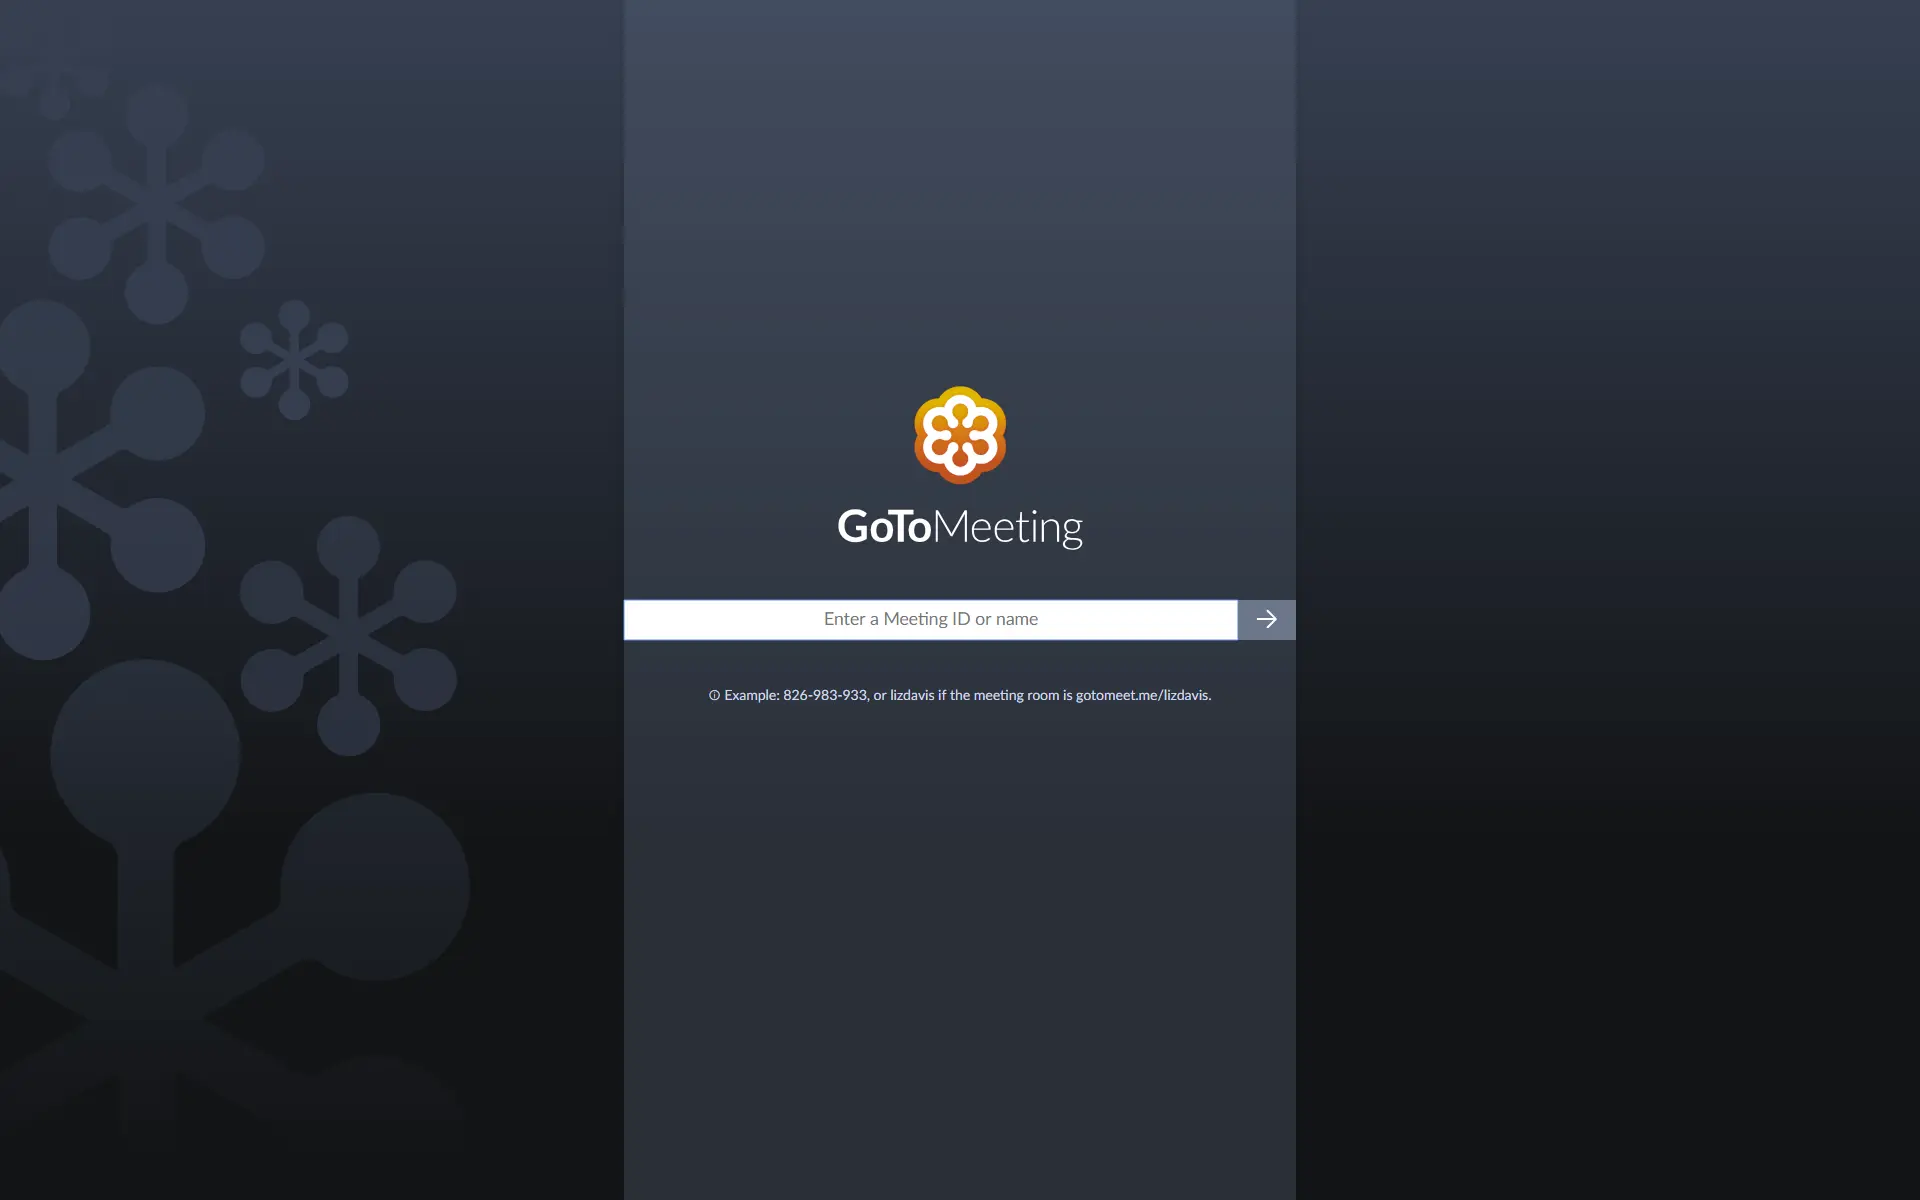 GoToMeeting
Enter a Meeting ID or name
Example: 826-983-933, or lizdavis if the meeting room is gotomeet.me/lizdavis.